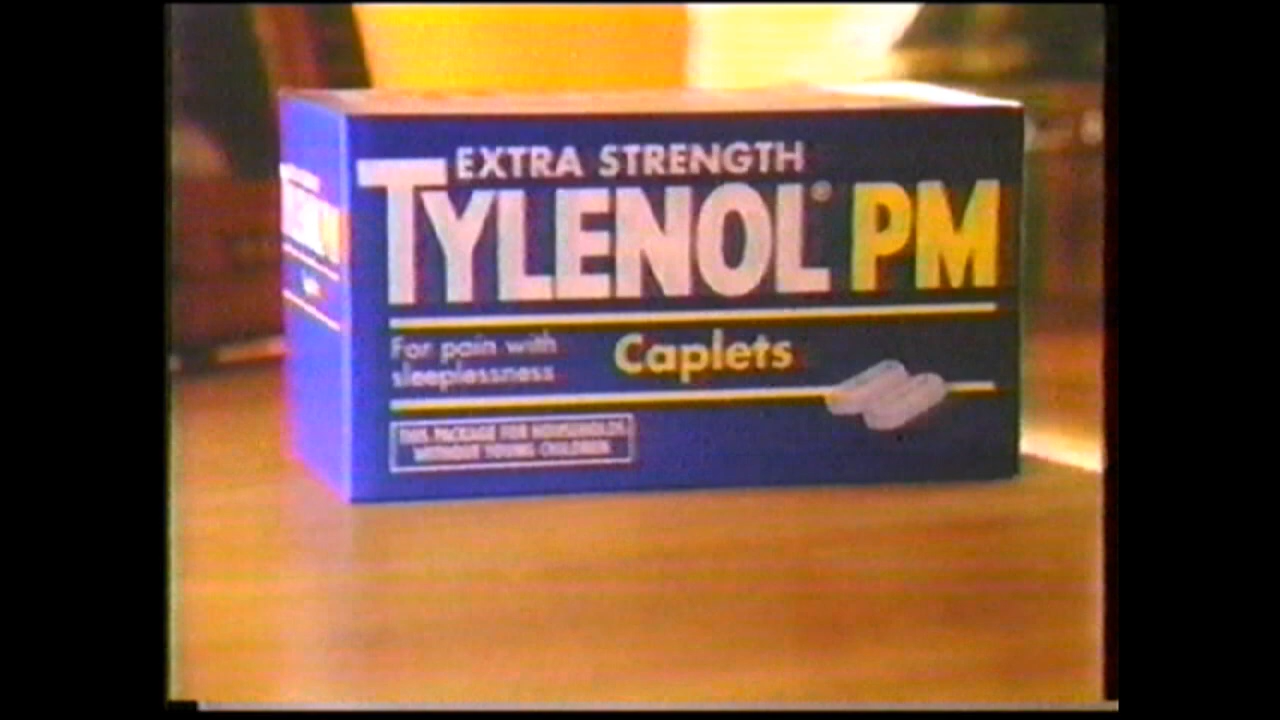 EXTRA STRENGTH
TYLENOL® PM
For pain with
sleeplessness
Caplets
THIS PACKAGE FOR HOUSEHOLDS
WITHOUT YOUNG CHILDREN